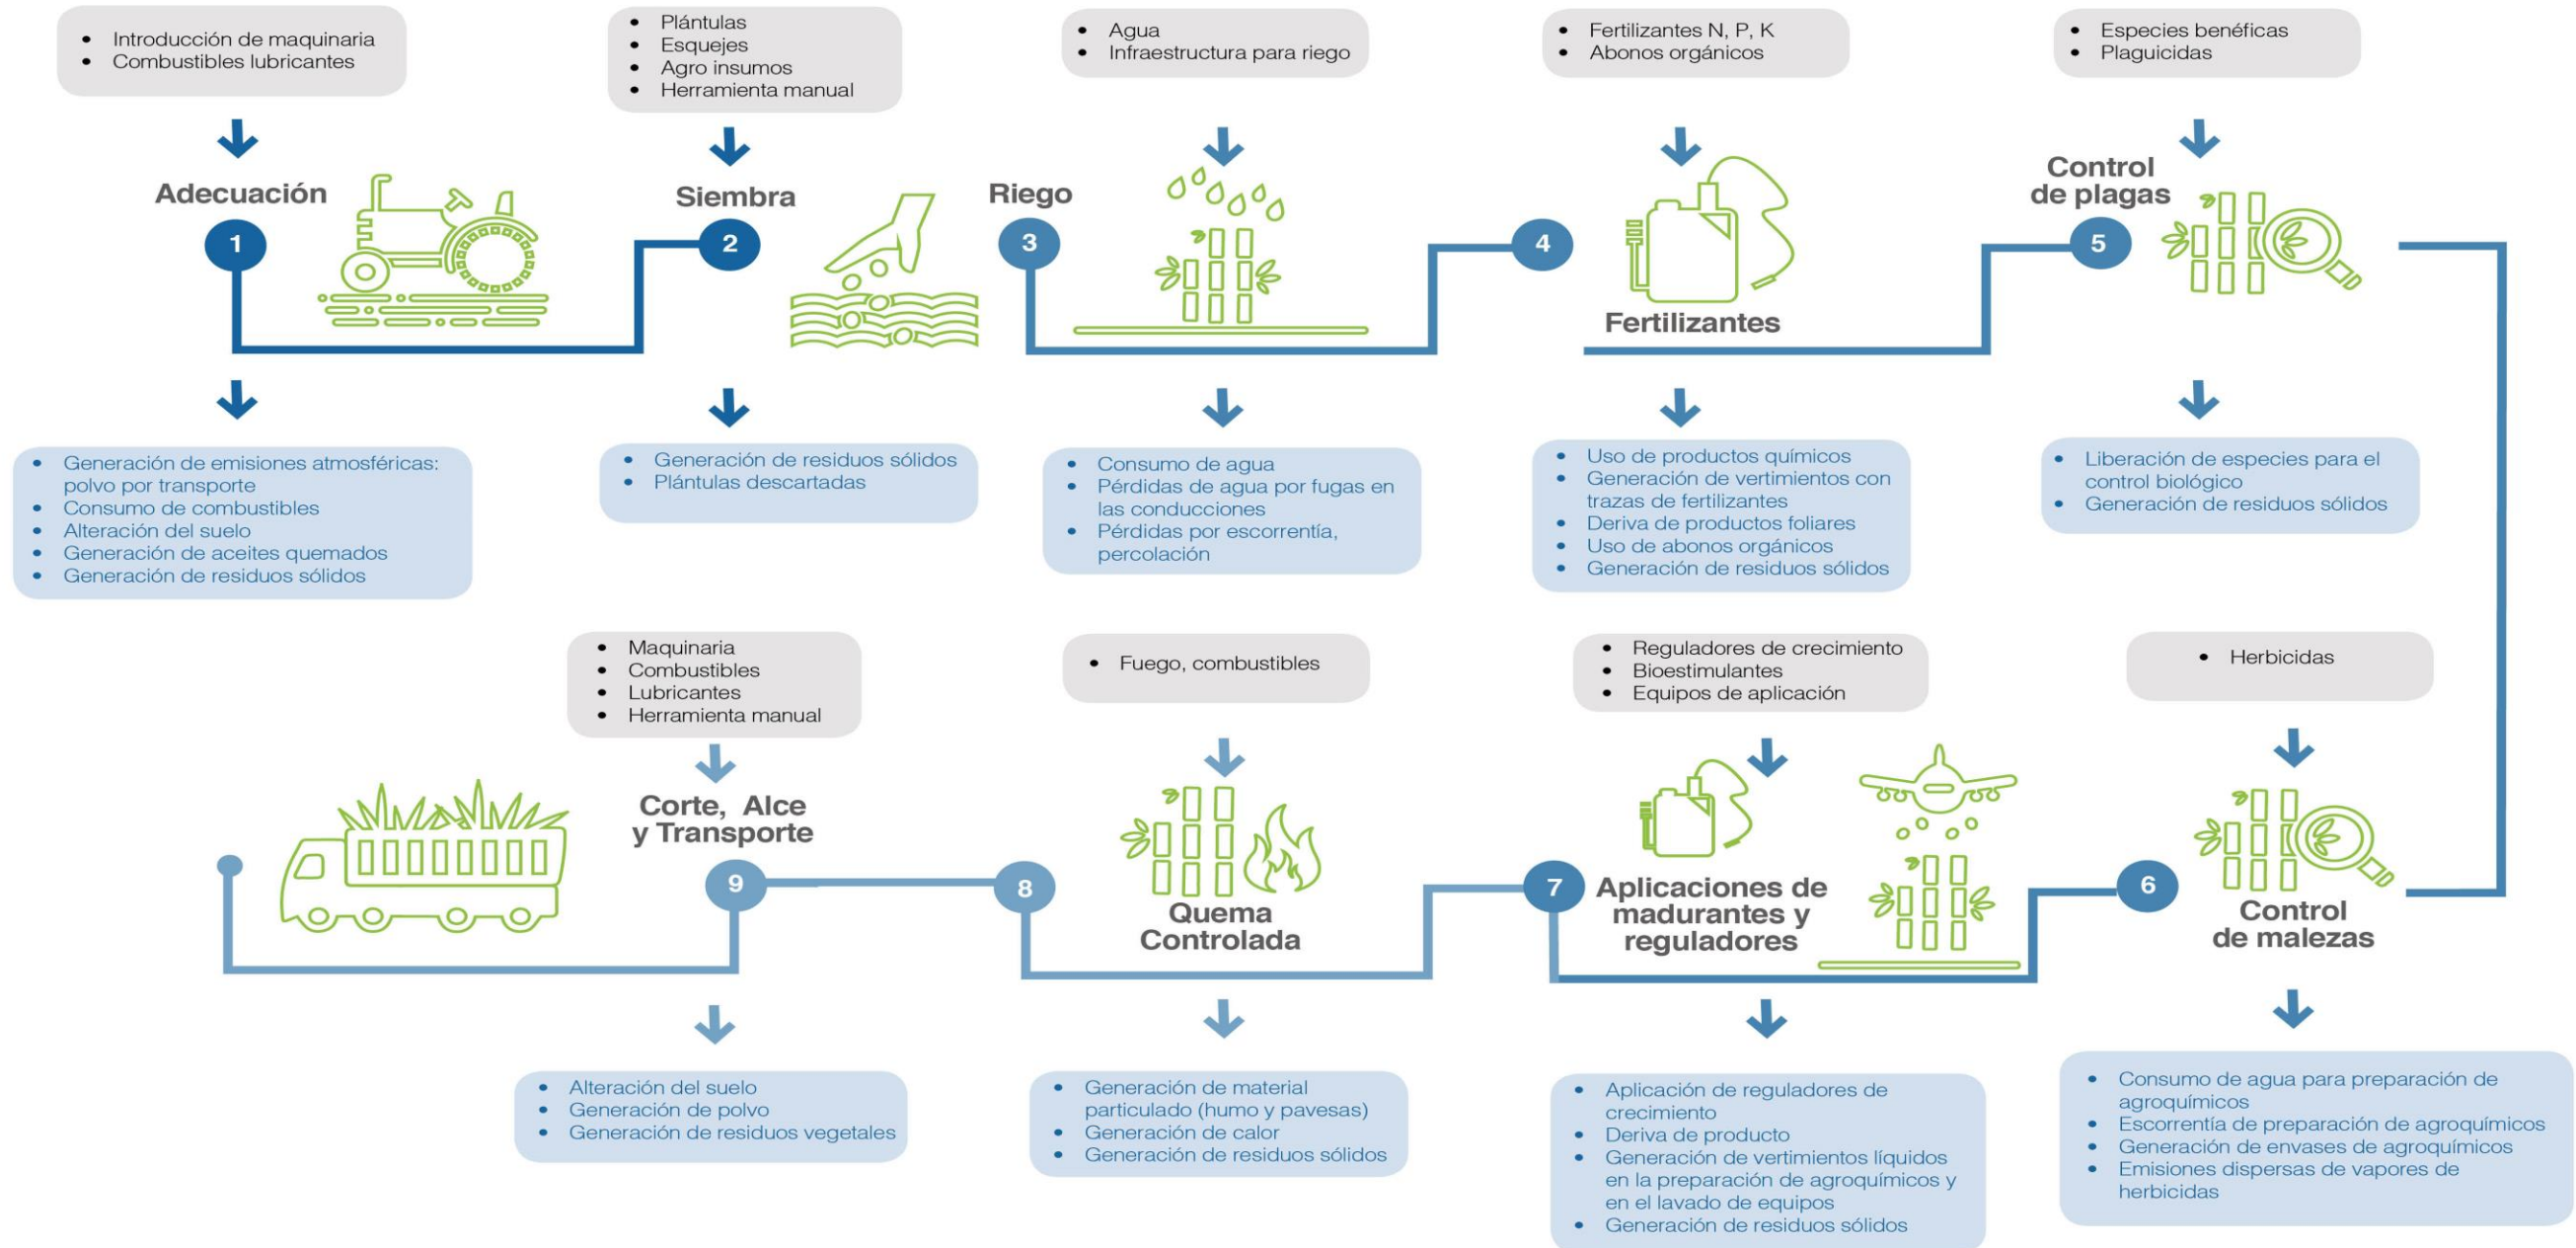 • Introducción de maquinaria
• Combustibles lubricantes
Adecuación
1
• Generación de emisiones atmosféricas:
polvo por transporte
• Consumo de combustibles
• Alteración del suelo
• Generación de aceites quemados
• Generación de residuos sólidos
• Plántulas
• Esquejes
• Agro insumos
• Herramienta manual
Siembra
2
• Generación de residuos sólidos
• Plántulas descartadas
• Agua
• Infraestructura para riego
Riego
3
• Consumo de agua
• Pérdidas de agua por fugas en
las conducciones
• Pérdidas por escorrentía,
percolación
• Fertilizantes N, P, K
• Abonos orgánicos
4
Fertilizantes
• Uso de productos químicos
• Generación de vertimientos con
trazas de fertilizantes
• Deriva de productos foliares
• Uso de abonos orgánicos
• Generación de residuos sólidos
• Especies benéficas
• Plaguicidas
Control
de plagas
5
• Liberación de especies para el
control biológico
• Generación de residuos sólidos
• Herbicidas
6
Control
de malezas
• Consumo de agua para preparación de
agroquímicos
• Escorrentía de preparación de agroquímicos
• Generación de envases de agroquímicos
• Emisiones dispersas de vapores de
herbicidas
• Reguladores de crecimiento
• Bioestimulantes
• Equipos de aplicación
7
Aplicaciones de
madurantes y
reguladores
• Aplicación de reguladores de
crecimiento
• Deriva de producto
• Generación de vertimientos líquidos
en la preparación de agroquímicos y
en el lavado de equipos
• Generación de residuos sólidos
• Fuego, combustibles
8
Quema
Controlada
• Generación de material
particulado (humo y pavesas)
• Generación de calor
• Generación de residuos sólidos
• Maquinaria
• Combustibles
• Lubricantes
• Herramienta manual
Corte, Alce
y Transporte
9
• Alteración del suelo
• Generación de polvo
• Generación de residuos vegetales